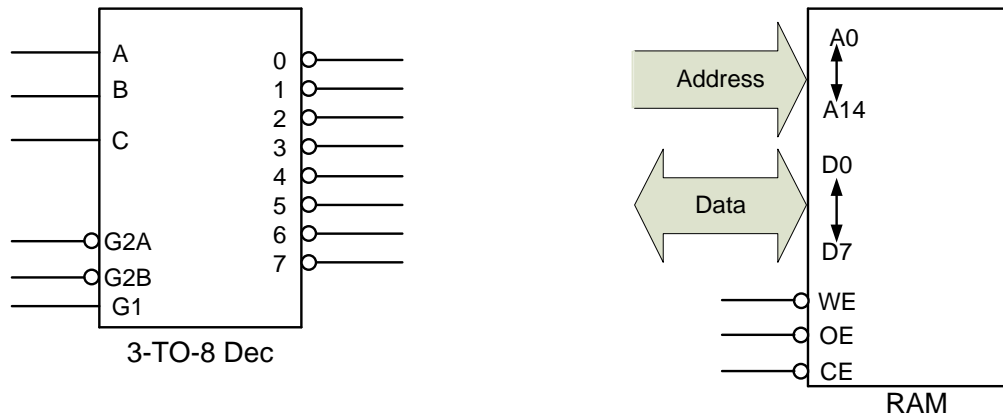 A
B
C
G2A
G2B
G1
0
1
2
3
4
5
6
7
3-TO-8 Dec
Address
Data
A0
A14
D0
D7
WE
OE
CE
RAM